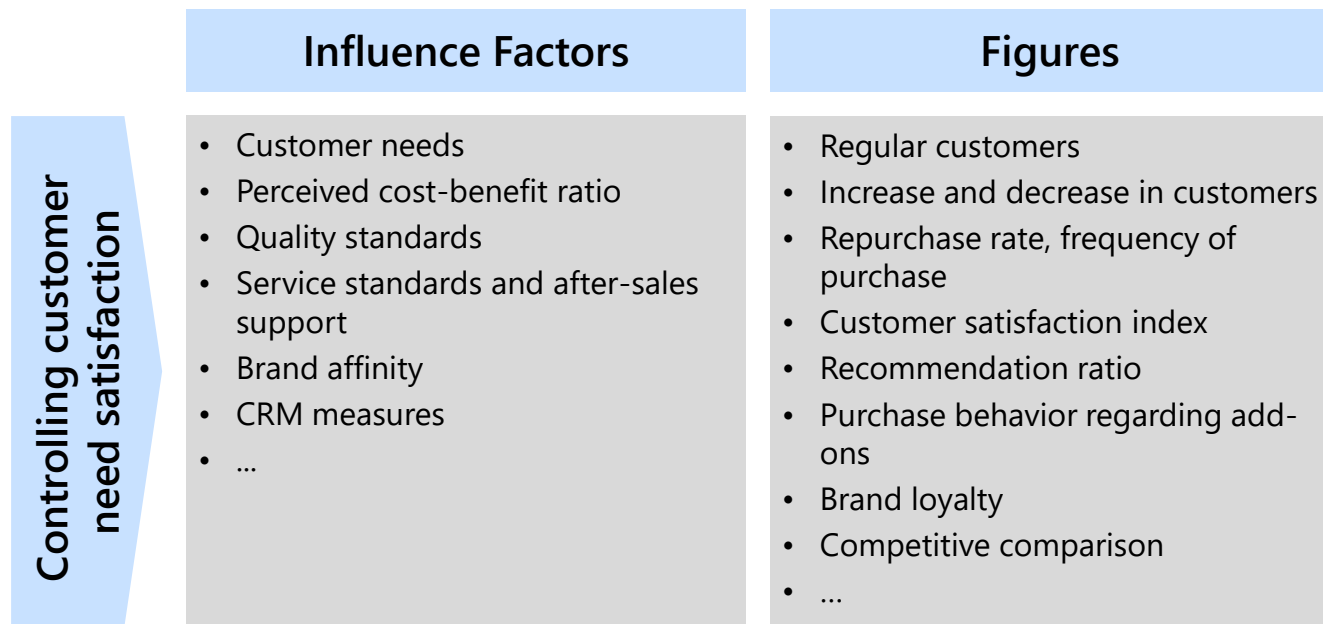 Influence Factors
Figures
Controlling customer
need satisfaction
• Customer needs
• Perceived cost-benefit ratio
• Quality standards
• Service standards and after-sales
support
• Brand affinity
• CRM measures
• ...
• Regular customers
• Increase and decrease in customers
• Repurchase rate, frequency of
purchase
• Customer satisfaction index
• Recommendation ratio
• Purchase behavior regarding add-
ons
• Brand loyalty
• Competitive comparison
• ...